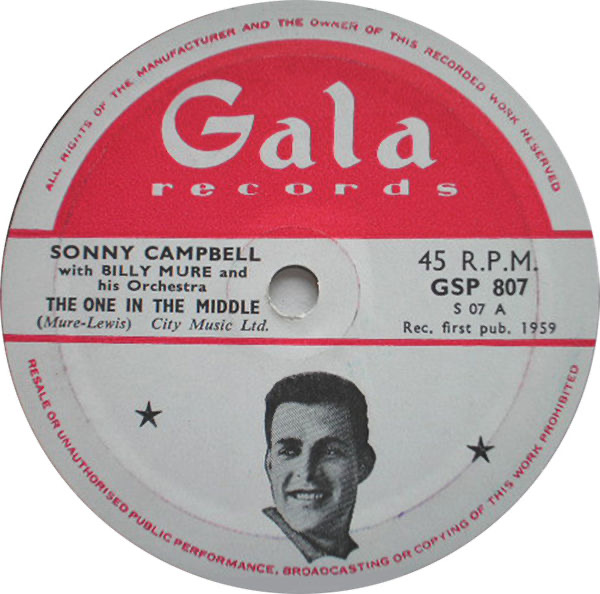 ALL RIGHTS OF THE MANUFACTURER AND THE OWNER OF THIS RECORDED WORK RESERVED
Gala
records
SONNY CAMPBELL
with BILLY MURE and
his Orchestra
THE ONE IN THE MIDDLE
(Mure-Lewis) City Music Ltd.
45 R.P.M.
GSP 807
S 07 A
Rec. first pub. 1959
RESALE OR UNAUTHORISED PUBLIC PERFORMANCE, BROADCASTING OR COPYING OF THIS WORK PROHIBITED